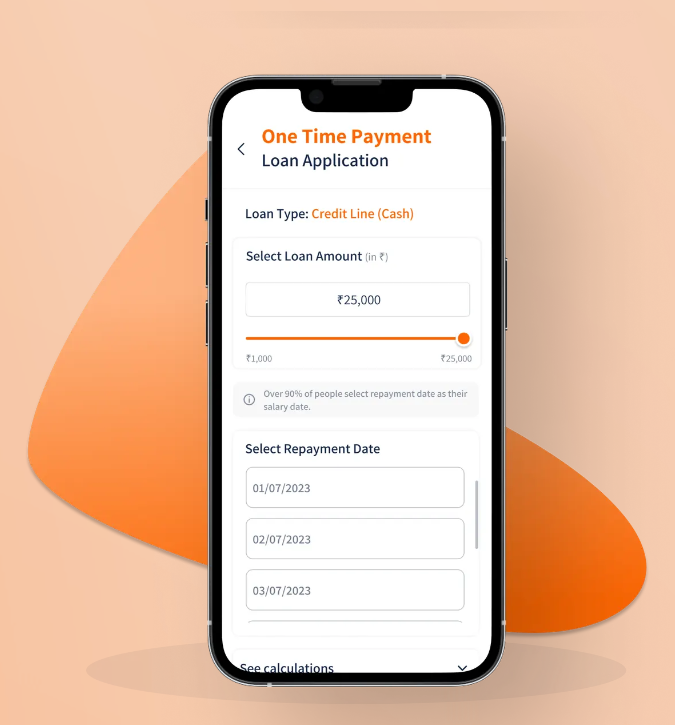 One Time Payment
Loan Application
Loan Type: Credit Line (Cash)
Select Loan Amount (in ₹)
₹25,000
₹1,000 ₹25,000
Over 90% of people select repayment date as their
salary date.
Select Repayment Date
01/07/2023
02/07/2023
03/07/2023
See calculations